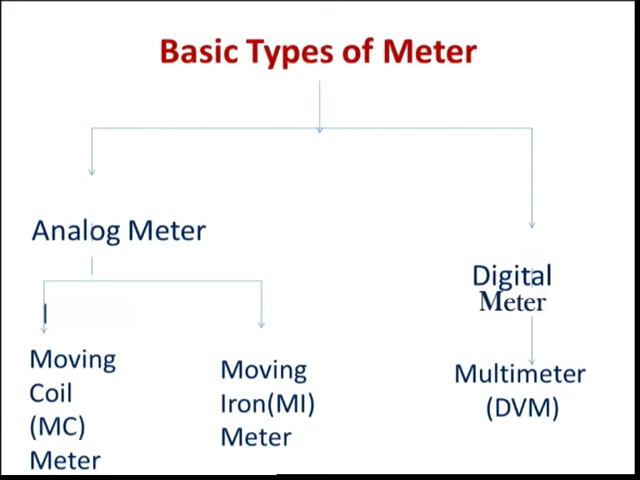 Basic Types of Meter
Analog Meter
Digital
Meter
Moving
Coil
(MC)
Meter
Moving
Iron(MI)
Meter
Multimeter
(DVM)